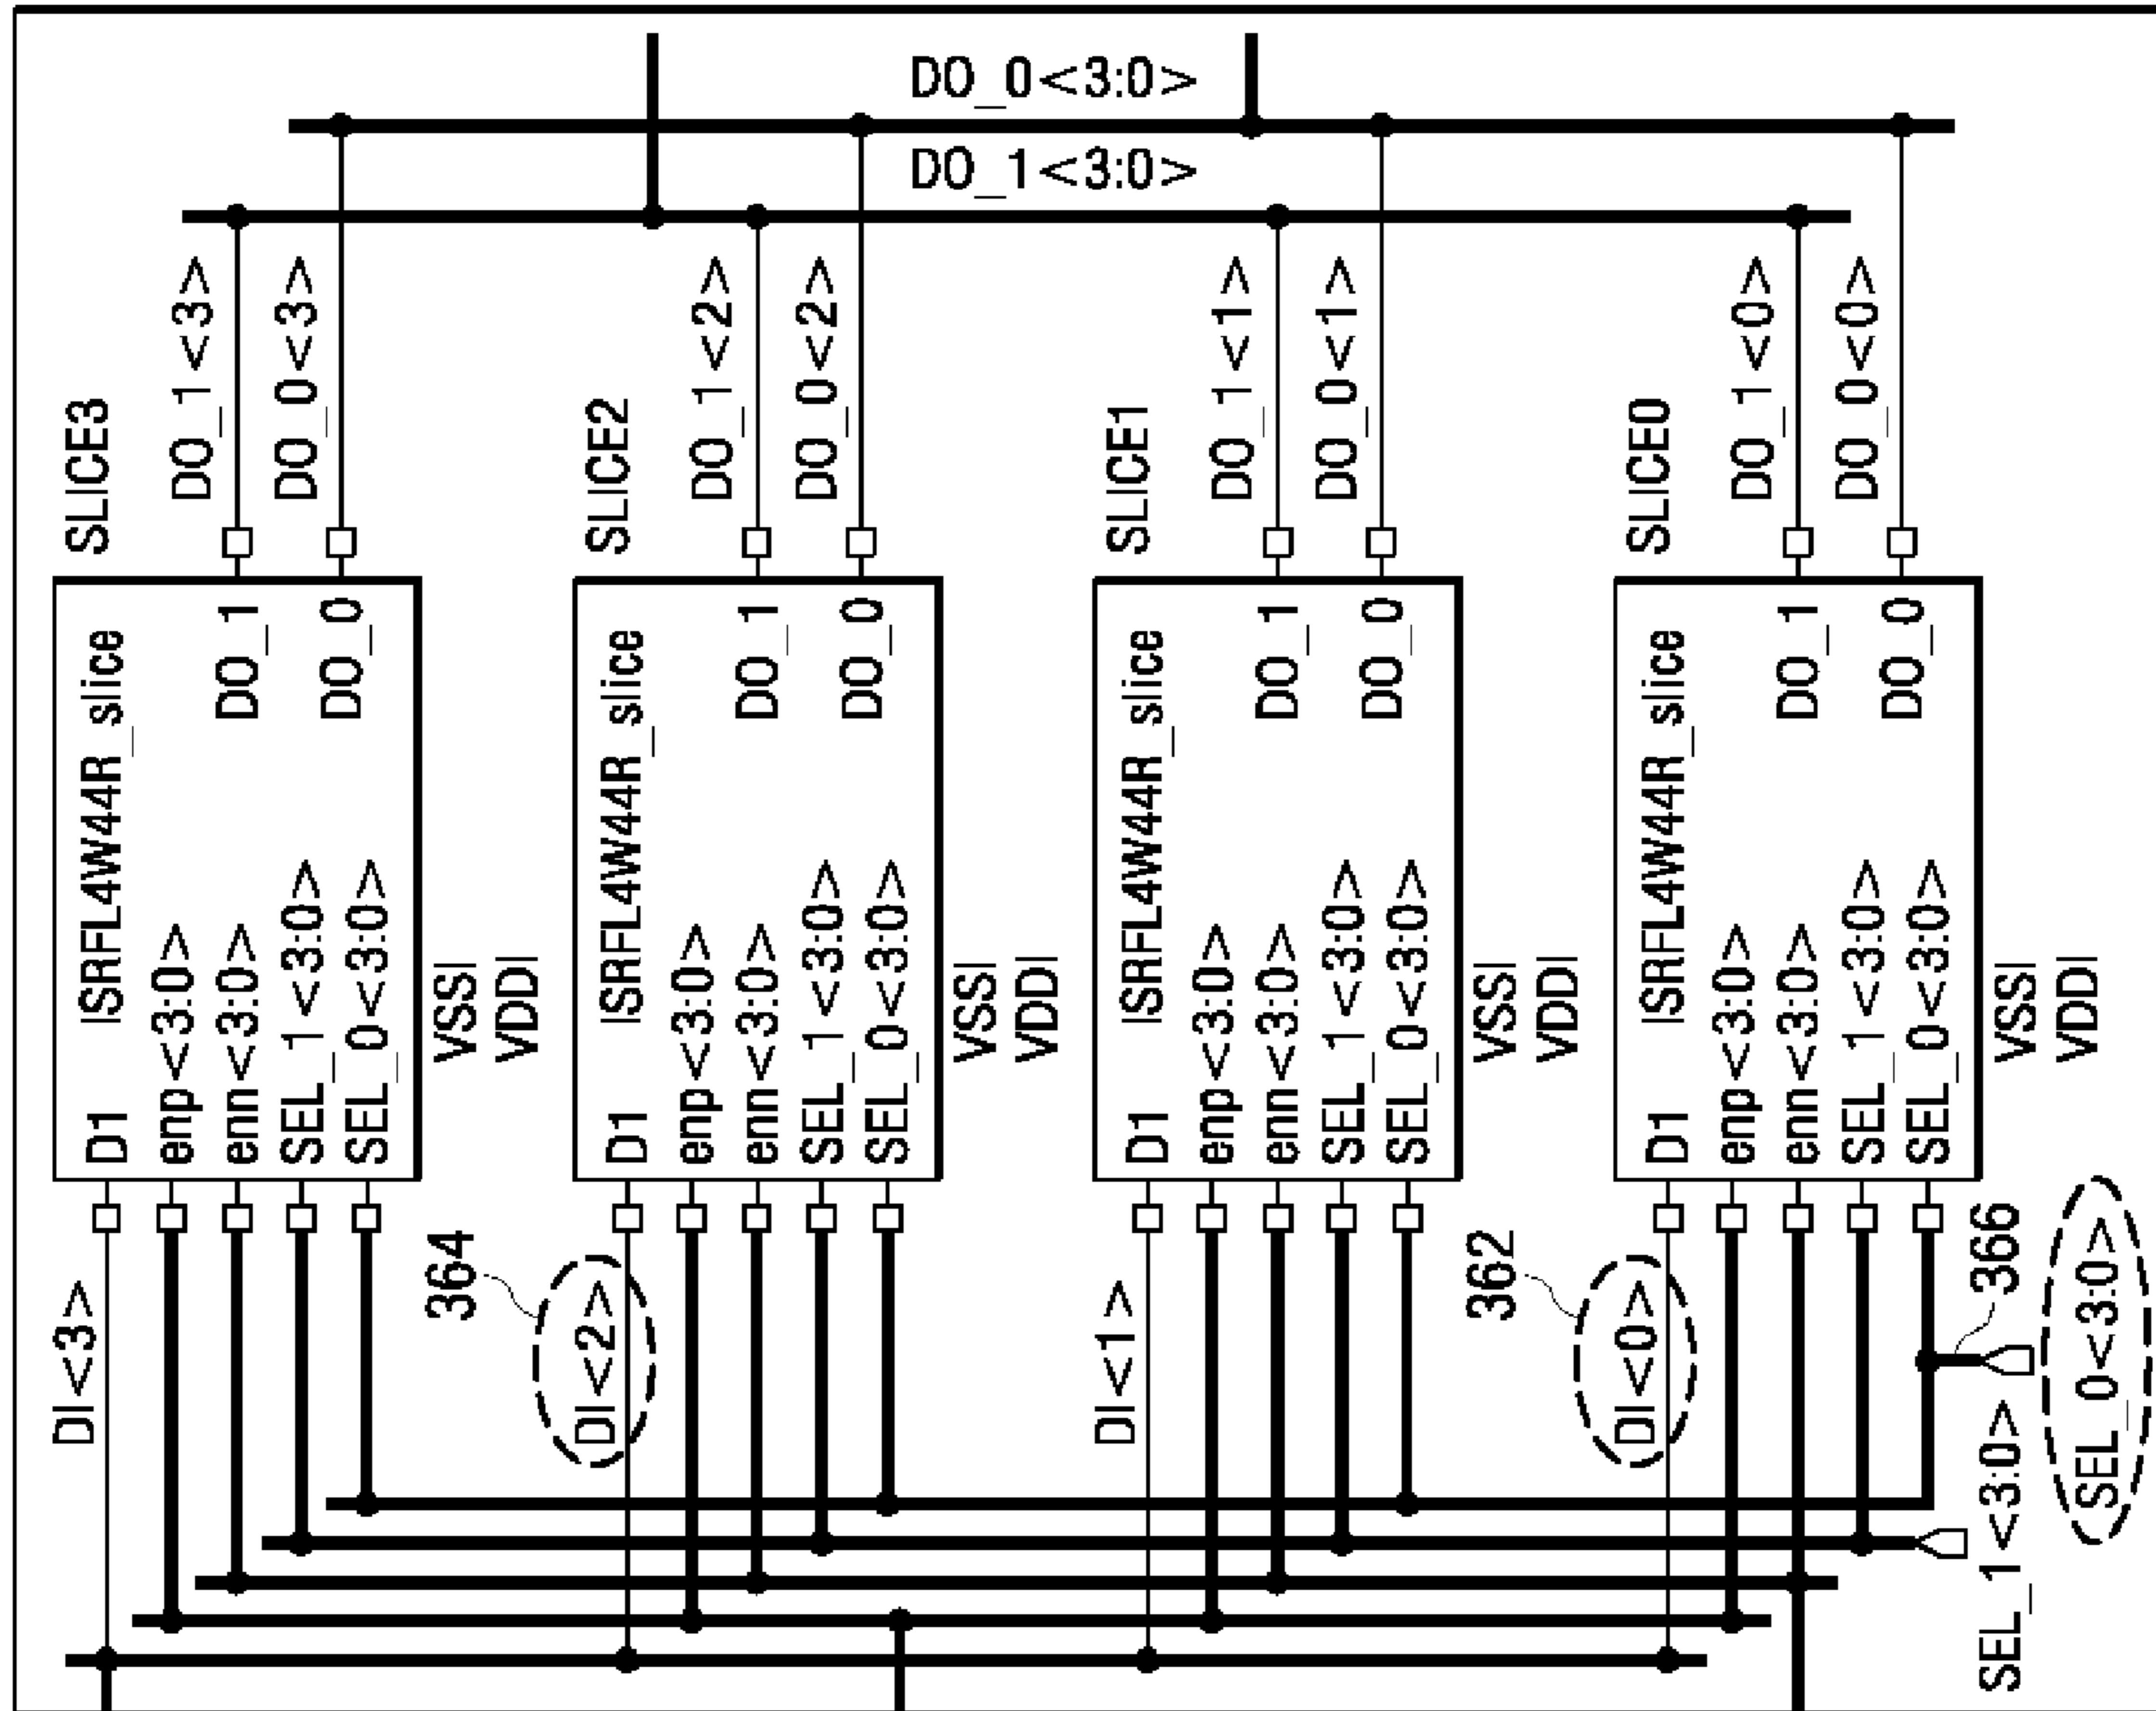 SLICE3
ISRFL4W44R_slice
D1
enp<3:0>
enn<3:0>
SEL_1<3:0>
SEL_0<3:0>
DO_1
DO_0
DI<3>
DO_1<3>
DO_0<3>
VSSI
VDDI
SLICE2
ISRFL4W44R_slice
D1
enp<3:0>
enn<3:0>
SEL_1<3:0>
SEL_0<3:0>
DO_1
DO_0
364
DI<2>
DO_1<2>
DO_0<2>
VSSI
VDDI
SLICE1
ISRFL4W44R_slice
D1
enp<3:0>
enn<3:0>
SEL_1<3:0>
SEL_0<3:0>
DO_1
DO_0
DI<1>
DO_1<1>
DO_0<1>
VSSI
VDDI
SLICE0
ISRFL4W44R_slice
D1
enp<3:0>
enn<3:0>
SEL_1<3:0>
SEL_0<3:0>
DO_1
DO_0
362
DI<0>
DO_1<0>
DO_0<0>
VSSI
VDDI
366
SEL_1<3:0>
SEL_0<3:0>
DO_0<3:0>
DO_1<3:0>